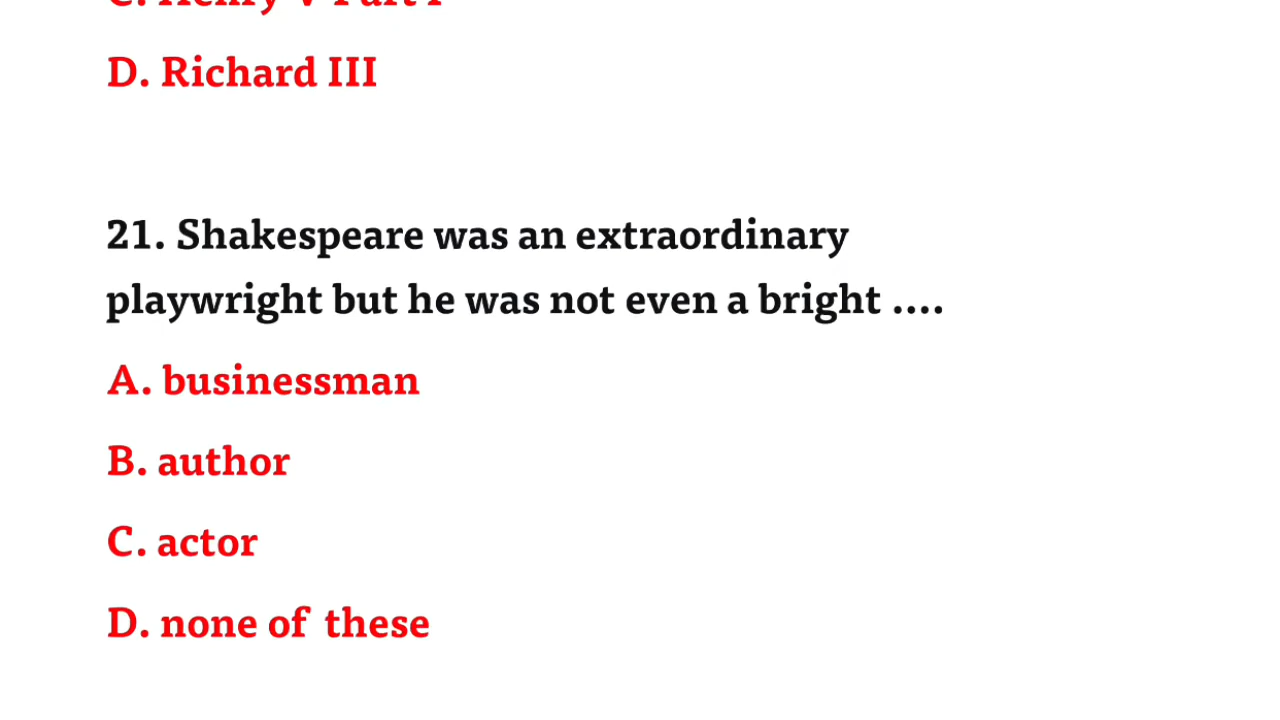 C. Henry V Part I
D. Richard III
21. Shakespeare was an extraordinary
playwright but he was not even a bright ....
A. businessman
B. author
C. actor
D. none of these